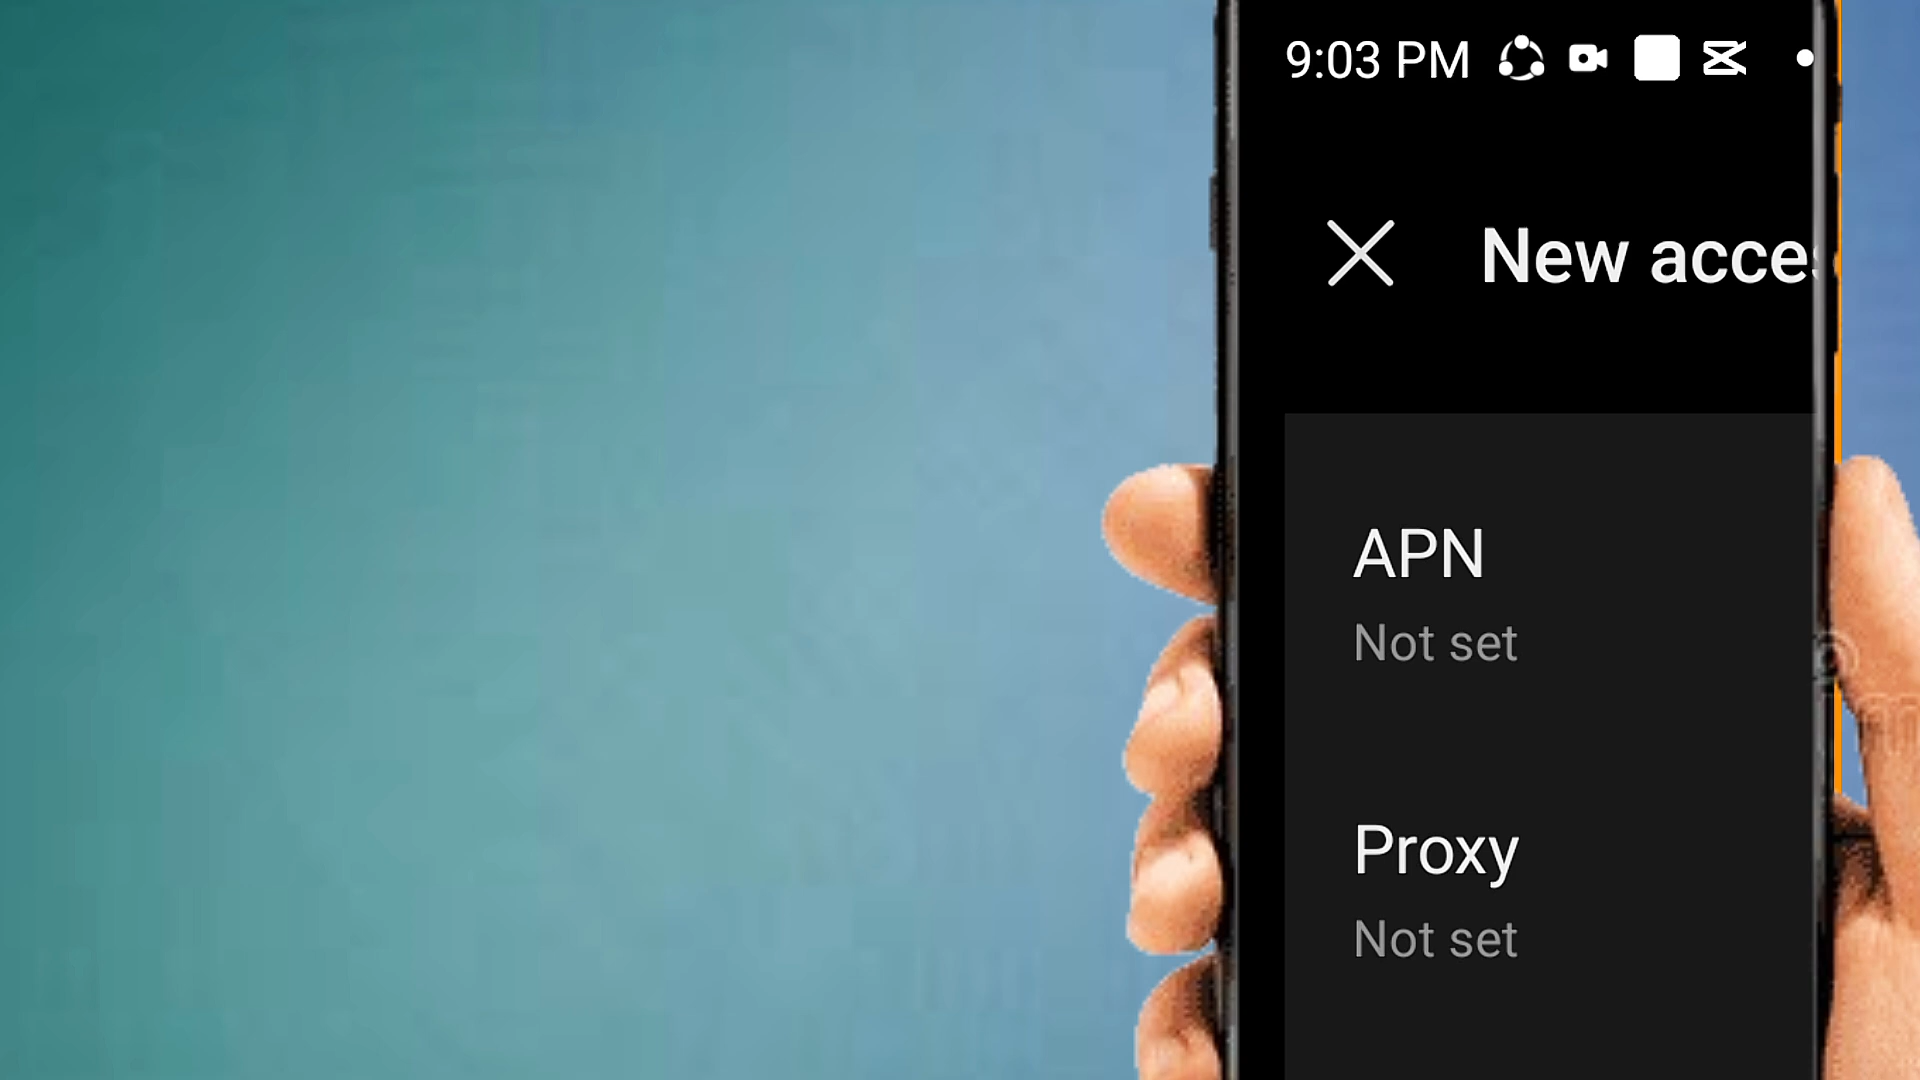 9:03 PM
New acce
APN
Not set
Proxy
Not set